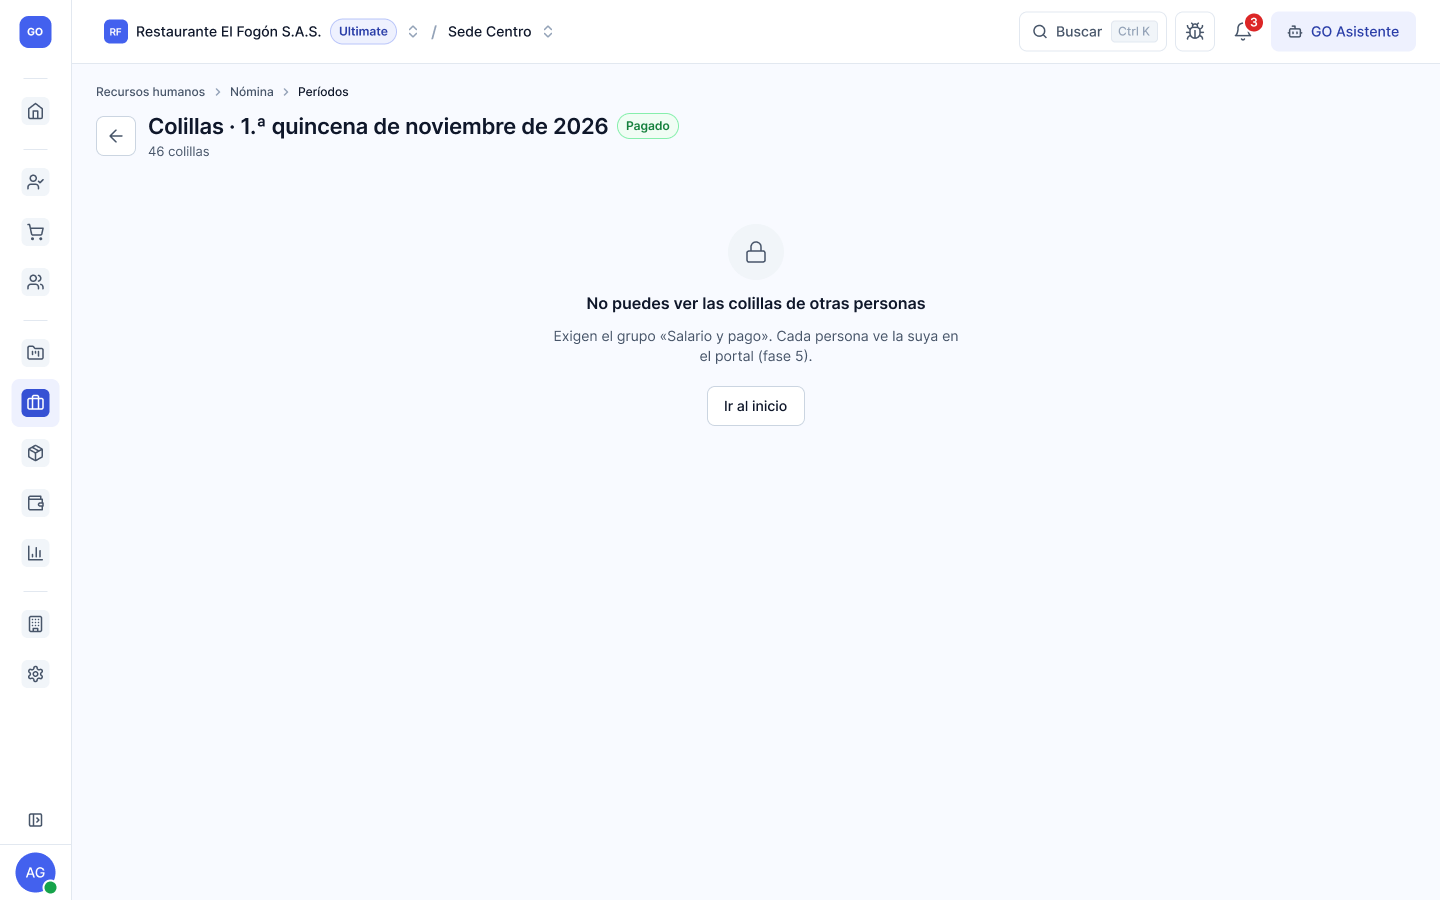 GO
RF Restaurante El Fogón S.A.S. Ultimate / Sede Centro
Buscar Ctrl K
3
GO Asistente
Recursos humanos Nómina Períodos
Colillas · 1.ª quincena de noviembre de 2026 Pagado
46 colillas
No puedes ver las colillas de otras personas
Exigen el grupo «Salario y pago». Cada persona ve la suya en
el portal (fase 5).
Ir al inicio
AG